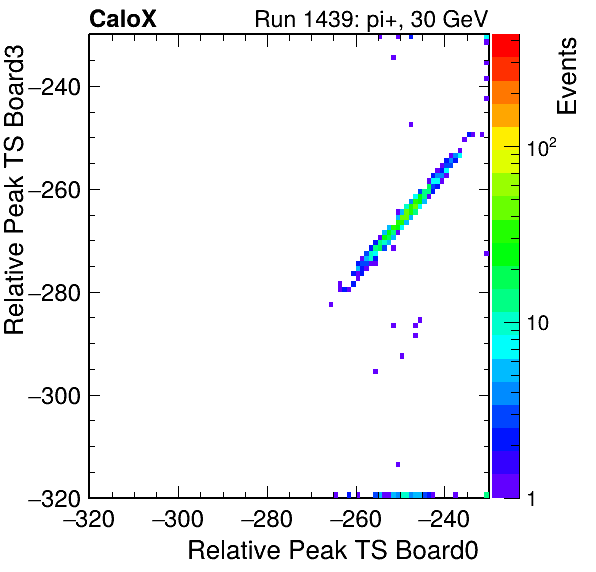 CaloX Run 1439: pi+, 30 GeV
Events
Relative Peak TS Board3
−240
−260
−280
−300
−320
10²
10
1
−320 −300 −280 −260 −240
Relative Peak TS Board0